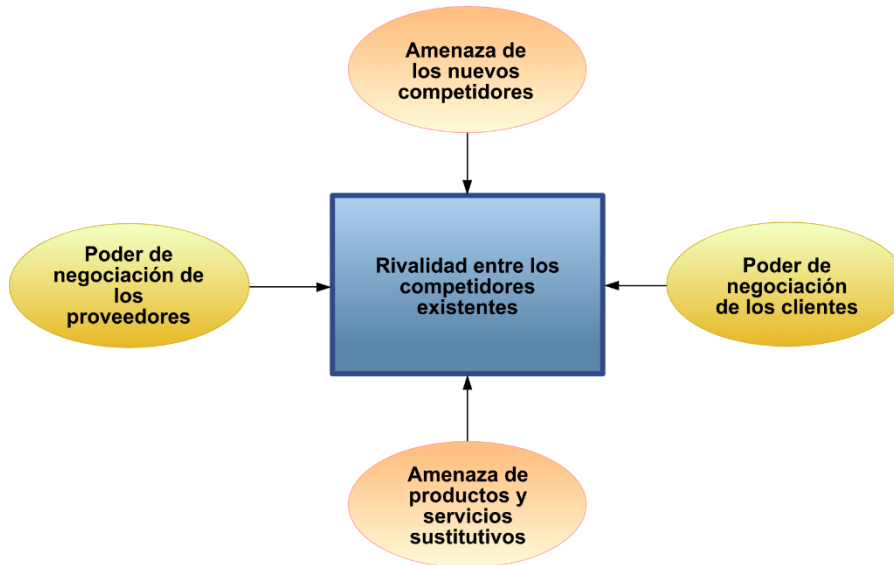 Amenaza de
los nuevos
competidores
Poder de
negociación de
los
proveedores
Rivalidad entre los
competidores
existentes
Poder de
negociación
de los clientes
Amenaza de
productos y
servicios
sustitutivos